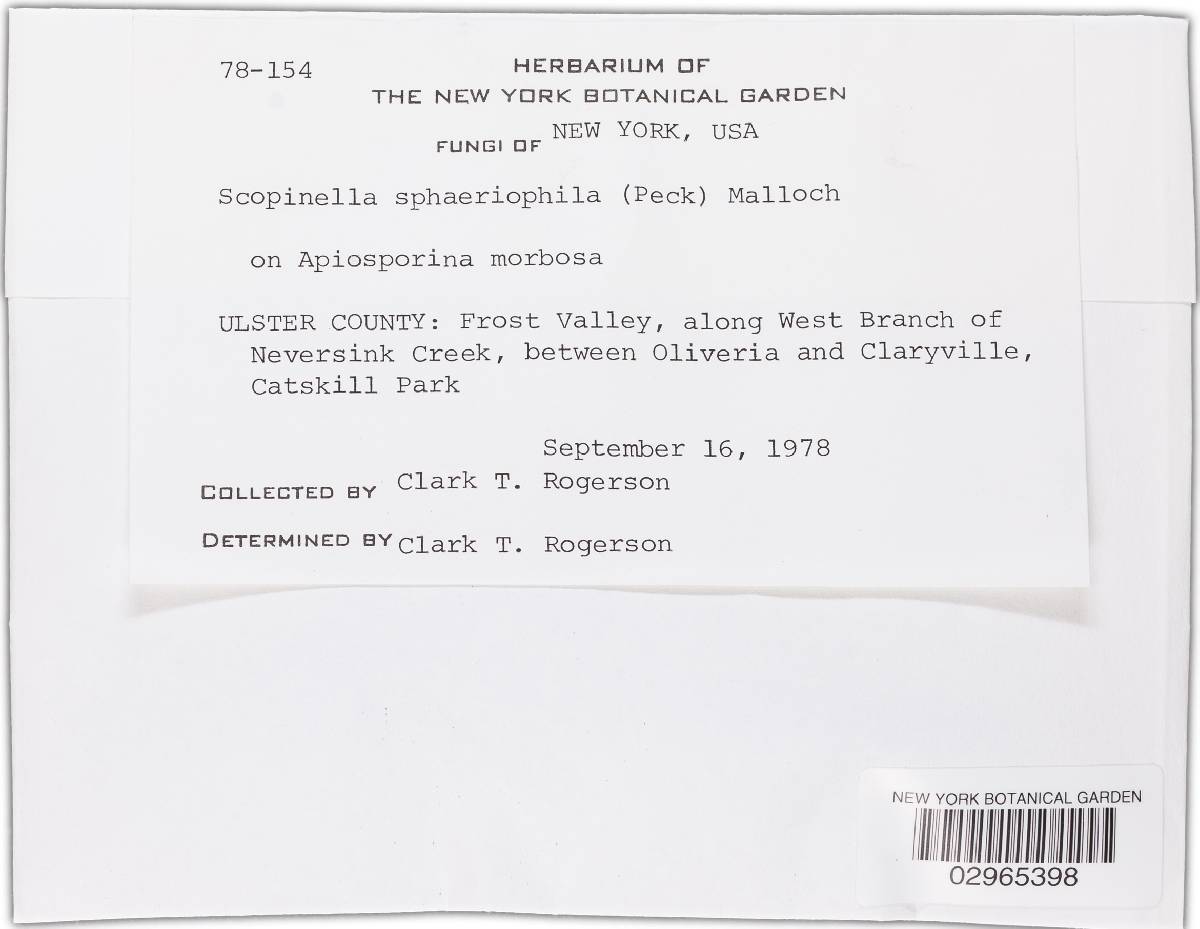 78-154
HERBARIUM OF
THE NEW YORK BOTANICAL GARDEN
FUNGI OF NEW YORK, USA
Scopinella sphaeriophila (Peck) Malloch
on Apiosporina morbosa
ULSTER COUNTY: Frost Valley, along West Branch of
Neversink Creek, between Oliveria and Claryville,
Catskill Park
September 16, 1978
COLLECTED BY Clark T. Rogerson
DETERMINED BY Clark T. Rogerson
NEW YORK BOTANICAL GARDEN
02965398